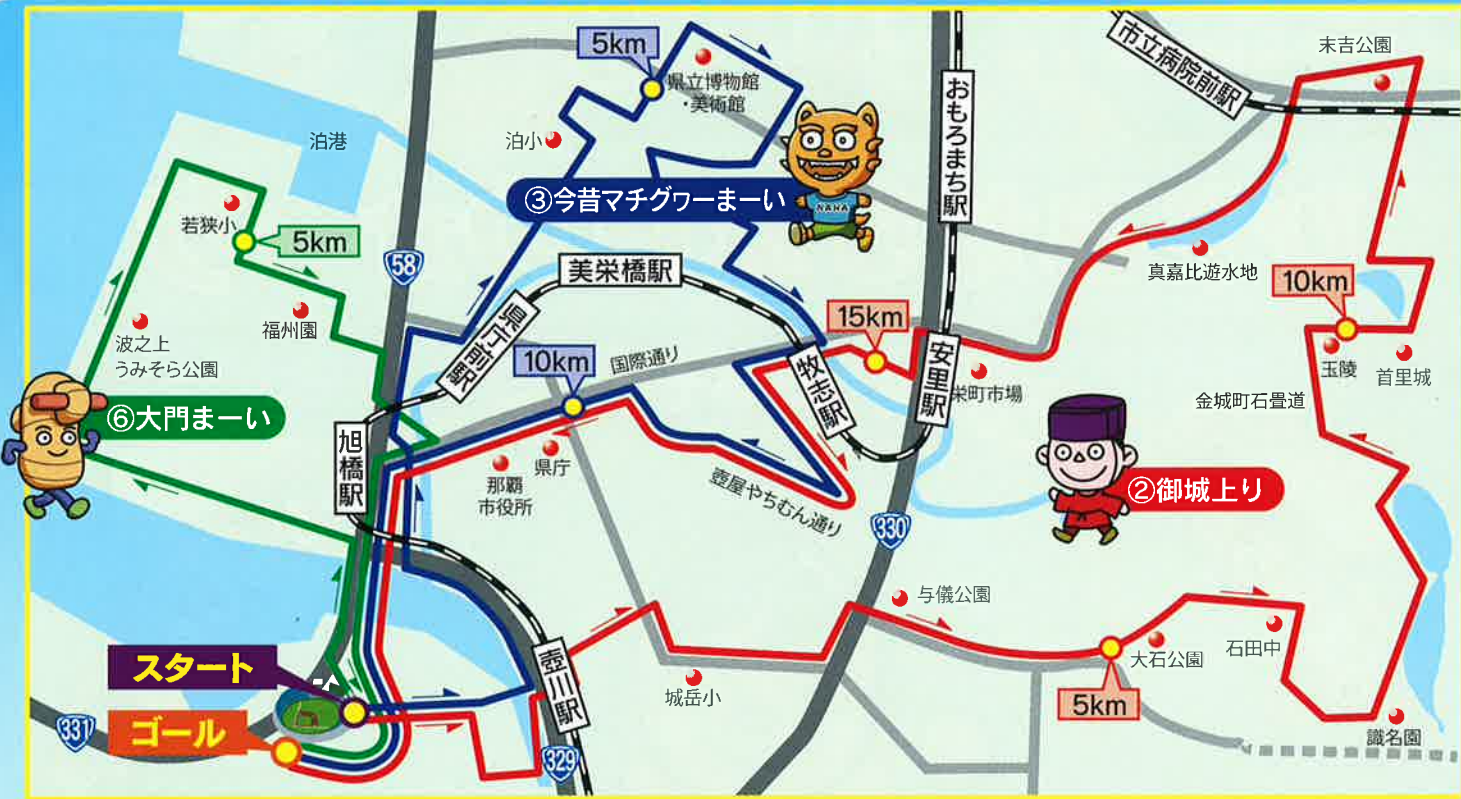 5km
県立博物館
・美術館
泊港
泊小
③今昔マチグヮーまーい
NAHA
おもろまち駅
市立病院前駅
末吉公園
若狭小
5km
58
美栄橋駅
真嘉比遊水地
10km
波之上
うみそら公園
福州園
県庁前駅
15km
10km
国際通り
牧志駅
安里駅
栄町市場
玉陵
首里城
金城町石畳道
⑥大門まーい
旭橋駅
県庁
那覇
市役所
壺屋やちむん通り
330
②御城上り
与儀公園
大石公園
石田中
5km
城岳小
壺川駅
識名園
スタート
ゴール
331
329